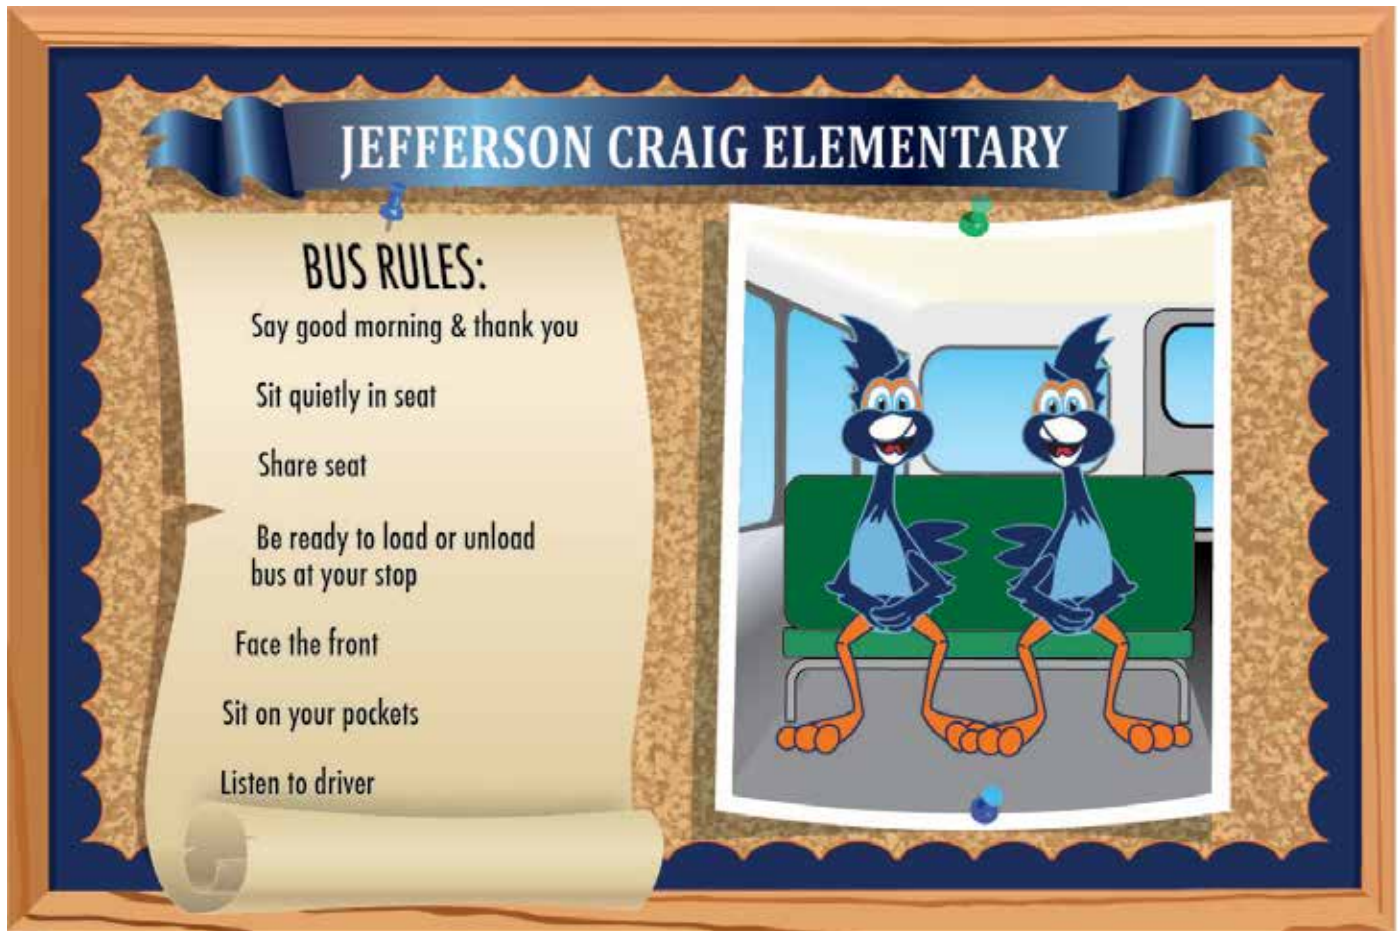 JEFFERSON CRAIG ELEMENTARY
BUS RULES:
Say good morning & thank you
Sit quietly in seat
Share seat
Be ready to load or unload
bus at your stop
Face the front
Sit on your pockets
Listen to driver